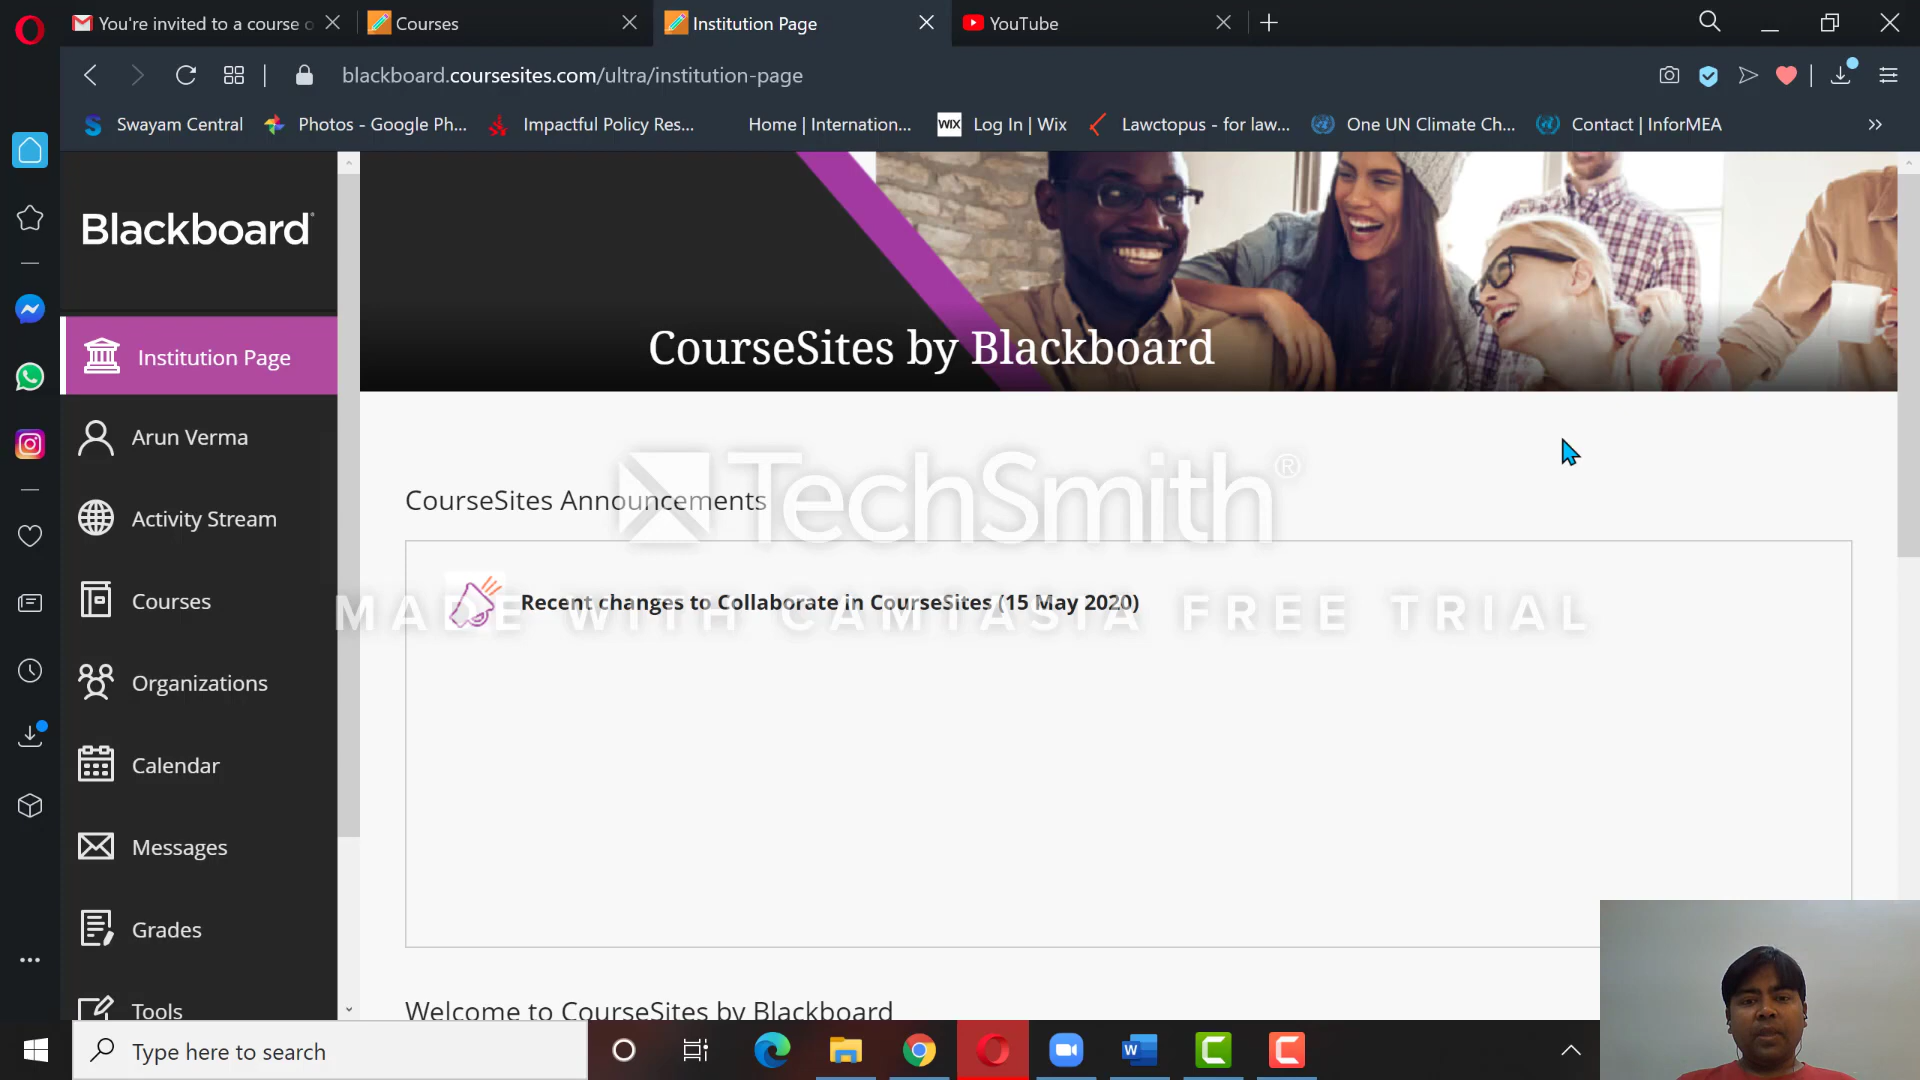 You're invited to a course o
Courses
Institution Page
YouTube
blackboard.coursesites.com/ultra/institution-page
Swayam Central
Photos - Google Ph...
Impactful Policy Res...
Home | Internation...
WIX
Log In | Wix
Lawctopus - for law...
One UN Climate Ch...
Contact | InforMEA
Blackboard
Institution Page
Arun Verma
Activity Stream
Courses
Organizations
Calendar
Messages
Grades
Tools
CourseSites by Blackboard
TechSmith®
CourseSites Announcements
Recent changes to Collaborate in CourseSites (15 May 2020)
MADE WITH CAMTASIA FREE TRIAL
Welcome to CourseSites by Blackboard
Type here to search